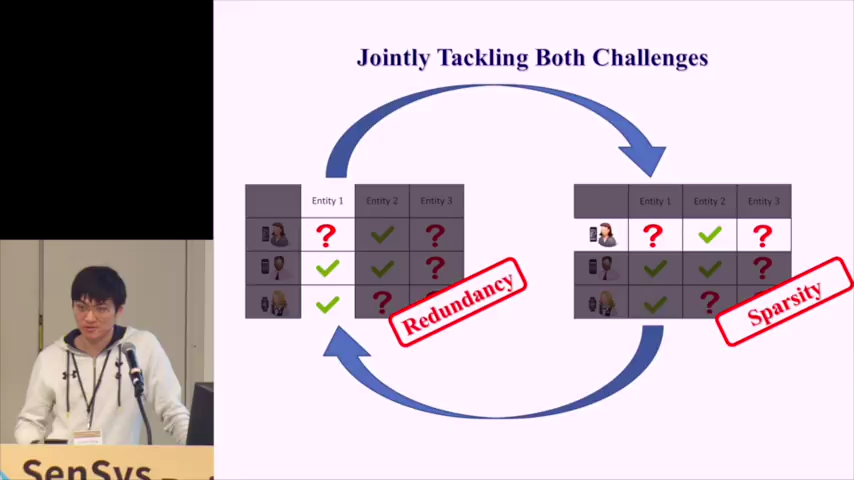 Jointly Tackling Both Challenges
Entity 1 Entity 2 Entity 3
Redundancy
Entity 1 Entity 2 Entity 3
Sparsity
SenSys